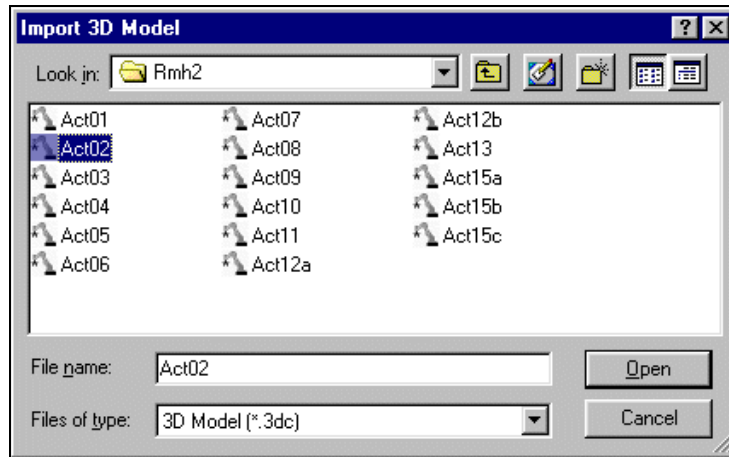 Import 3D Model
Look in: Rmh2
Act01 Act07 Act12b
Act02 Act08 Act13
Act03 Act09 Act15a
Act04 Act10 Act15b
Act05 Act11 Act15c
Act06 Act12a
File name: Act02 Open
Files of type: 3D Model (*.3dc) Cancel